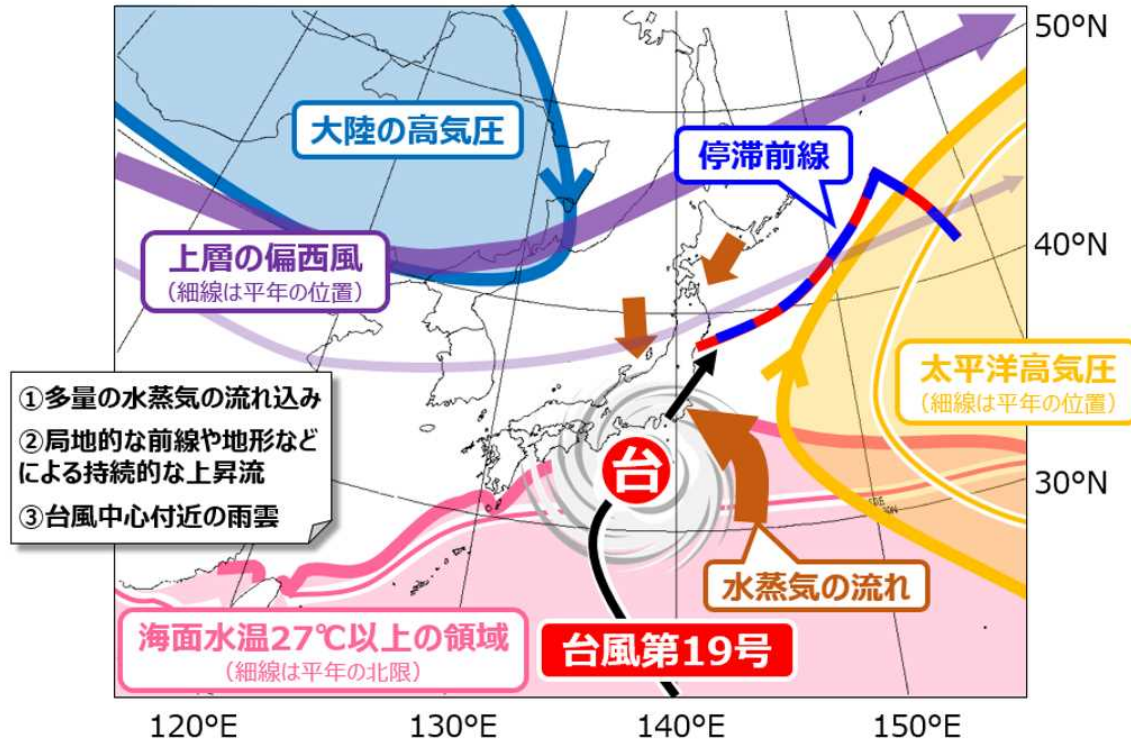 50°N
大陸の高気圧
停滞前線
40°N
上層の偏西風
(細線は平年の位置)
太平洋高気圧
(細線は平年の位置)
①多量の水蒸気の流れ込み
②局地的な前線や地形など
による持続的な上昇流
③台風中心付近の雨雲
台
30°N
水蒸気の流れ
海面水温27℃以上の領域
(細線は平年の北限)
台風第19号
120°E
130°E
140°E
150°E